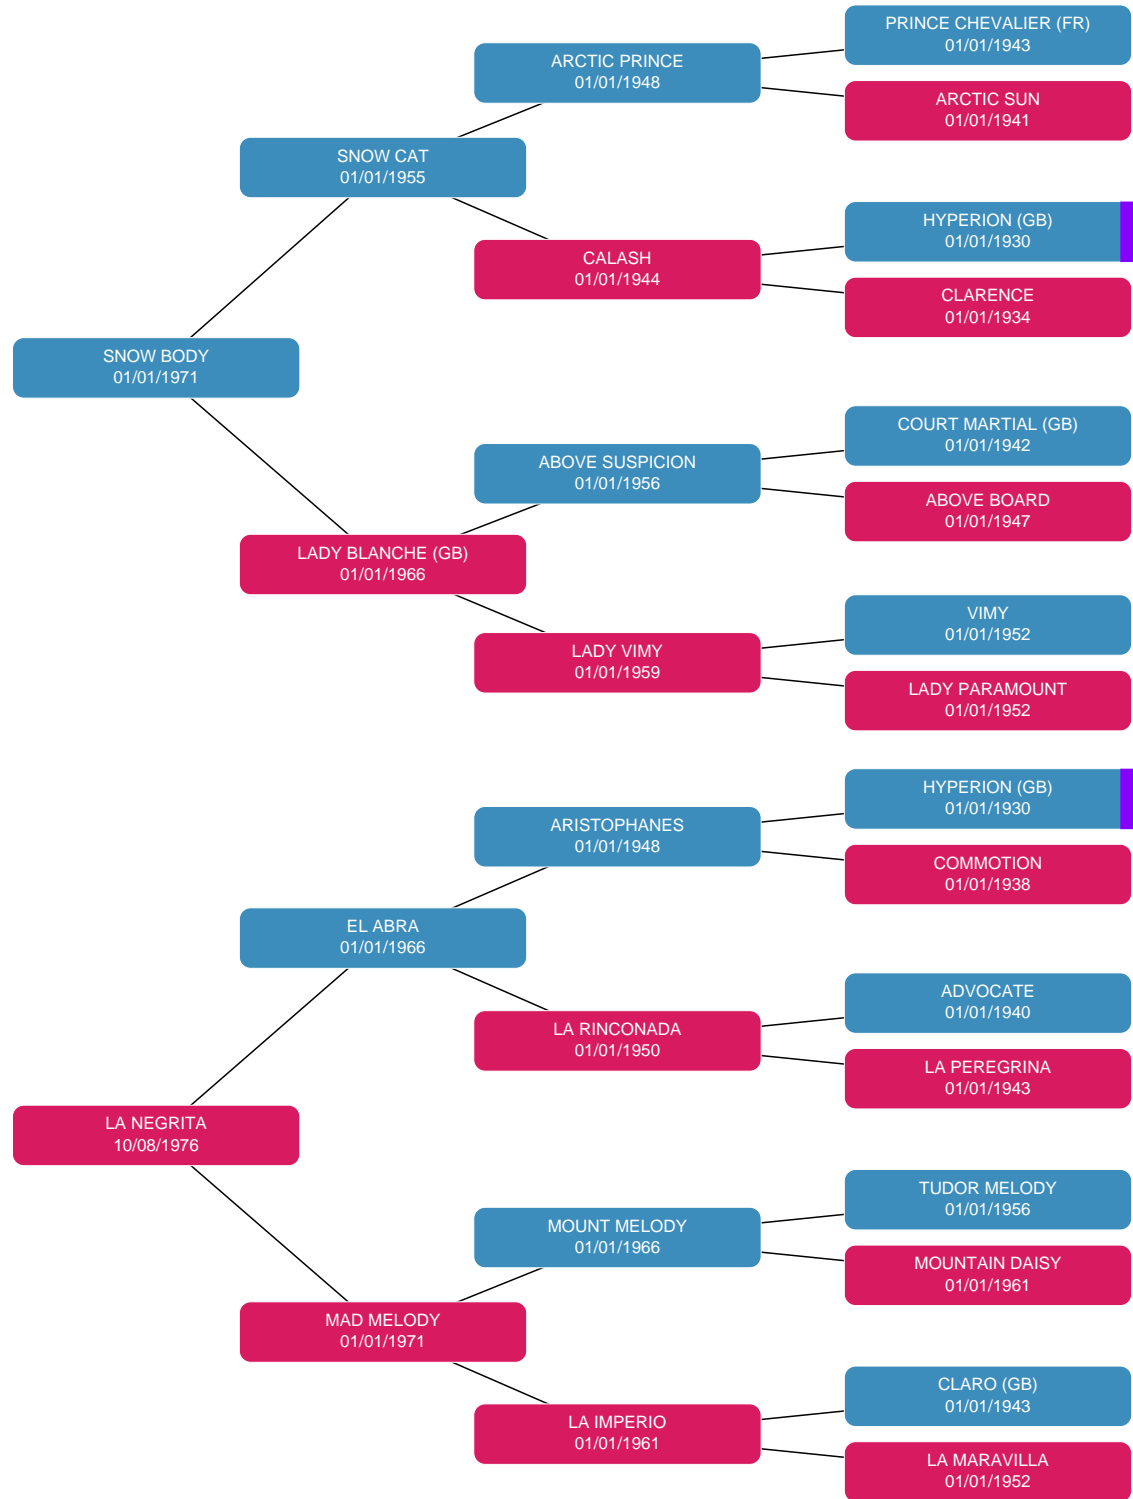 PRINCE CHEVALIER (FR)
01/01/1943
ARCTIC PRINCE
01/01/1948
ARCTIC SUN
01/01/1941
SNOW CAT
01/01/1955
HYPERION (GB)
01/01/1930
CALASH
01/01/1944
CLARENCE
01/01/1934
SNOW BODY
01/01/1971
COURT MARTIAL (GB)
01/01/1942
ABOVE SUSPICION
01/01/1956
ABOVE BOARD
01/01/1947
LADY BLANCHE (GB)
01/01/1966
VIMY
01/01/1952
LADY VIMY
01/01/1959
LADY PARAMOUNT
01/01/1952
HYPERION (GB)
01/01/1930
ARISTOPHANES
01/01/1948
COMMOTION
01/01/1938
EL ABRA
01/01/1966
ADVOCATE
01/01/1940
LA RINCONADA
01/01/1950
LA PEREGRINA
01/01/1943
LA NEGRITA
10/08/1976
TUDOR MELODY
01/01/1956
MOUNT MELODY
01/01/1966
MOUNTAIN DAISY
01/01/1961
MAD MELODY
01/01/1971
CLARO (GB)
01/01/1943
LA IMPERIO
01/01/1961
LA MARAVILLA
01/01/1952